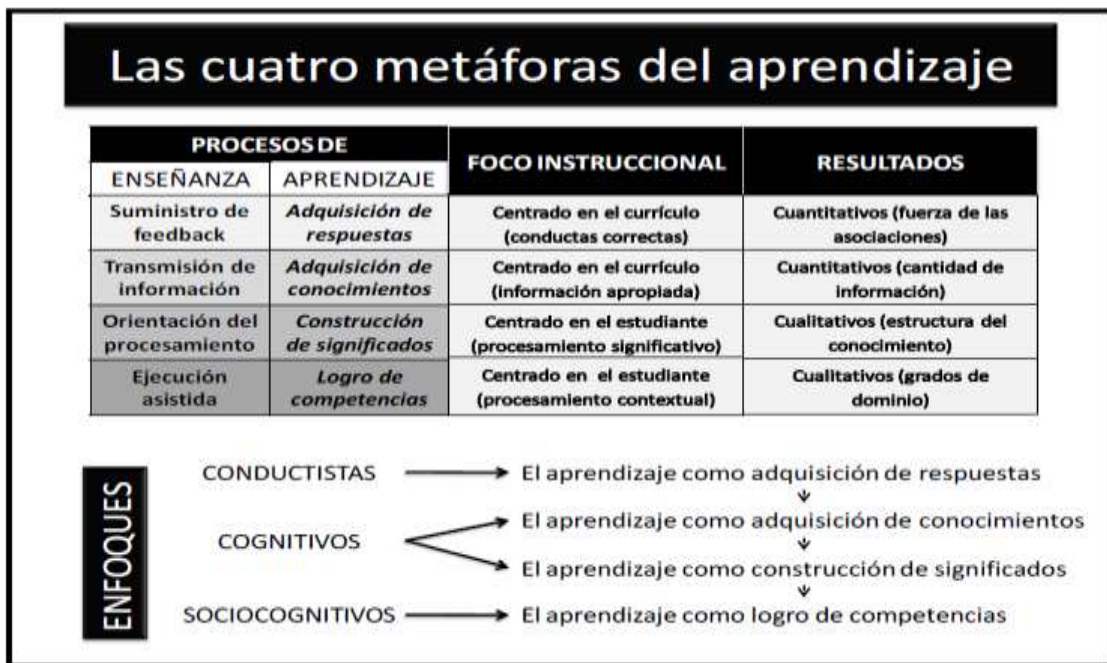 Las cuatro metáforas del aprendizaje
PROCESOS DE
FOCO INSTRUCCIONAL
RESULTADOS
ENSEÑANZA
APRENDIZAJE
Suministro de
feedback
Adquisición de
respuestas
Centrado en el currículo
(conductas correctas)
Cuantitativos (fuerza de las
asociaciones)
Transmisión de
información
Adquisición de
conocimientos
Centrado en el currículo
(información apropiada)
Cuantitativos (cantidad de
información)
Orientación del
procesamiento
Construcción
de significados
Centrado en el estudiante
(procesamiento significativo)
Cualitativos (estructura del
conocimiento)
Ejecución
asistida
Logro de
competencias
Centrado en el estudiante
(procesamiento contextual)
Cualitativos (grados de
dominio)
ENFOQUES
CONDUCTISTAS
El aprendizaje como adquisición de respuestas
COGNITIVOS
El aprendizaje como adquisición de conocimientos
El aprendizaje como construcción de significados
SOCIOCOGNITIVOS
El aprendizaje como logro de competencias